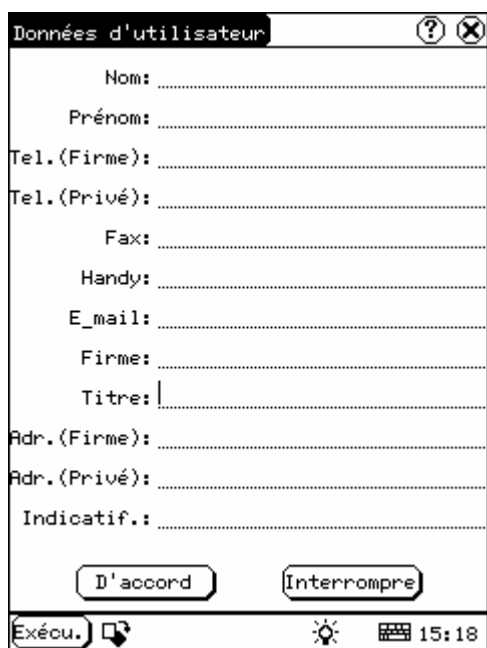 Données d'utilisateur ?
Nom:
Prénom:
Tel.(Firme):
Tel.(Privé):
Fax:
Handy:
E_mail:
Firme:
Titre:
Adr.(Firme):
Adr.(Privé):
Indicatif.:
D'accord Interrompre
Exécu. 15:18